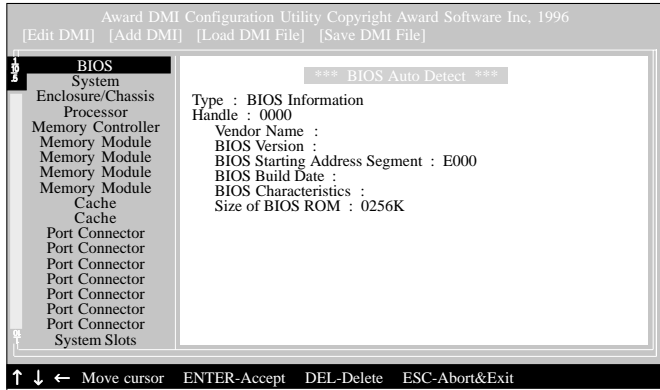 Award DMI Configuration Utility Copyright Award Software Inc, 1996
[Edit DMI] [Add DMI] [Load DMI File] [Save DMI File]
BIOS
System
Enclosure/Chassis
Processor
Memory Controller
Memory Module
Memory Module
Memory Module
Memory Module
Cache
Cache
Port Connector
Port Connector
Port Connector
Port Connector
Port Connector
Port Connector
Port Connector
System Slots
*** BIOS Auto Detect ***
Type : BIOS Information
Handle : 0000
Vendor Name :
BIOS Version :
BIOS Starting Address Segment : E000
BIOS Build Date :
BIOS Characteristics :
Size of BIOS ROM : 0256K
↑ ↓ ← Move cursor ENTER-Accept DEL-Delete ESC-Abort&Exit